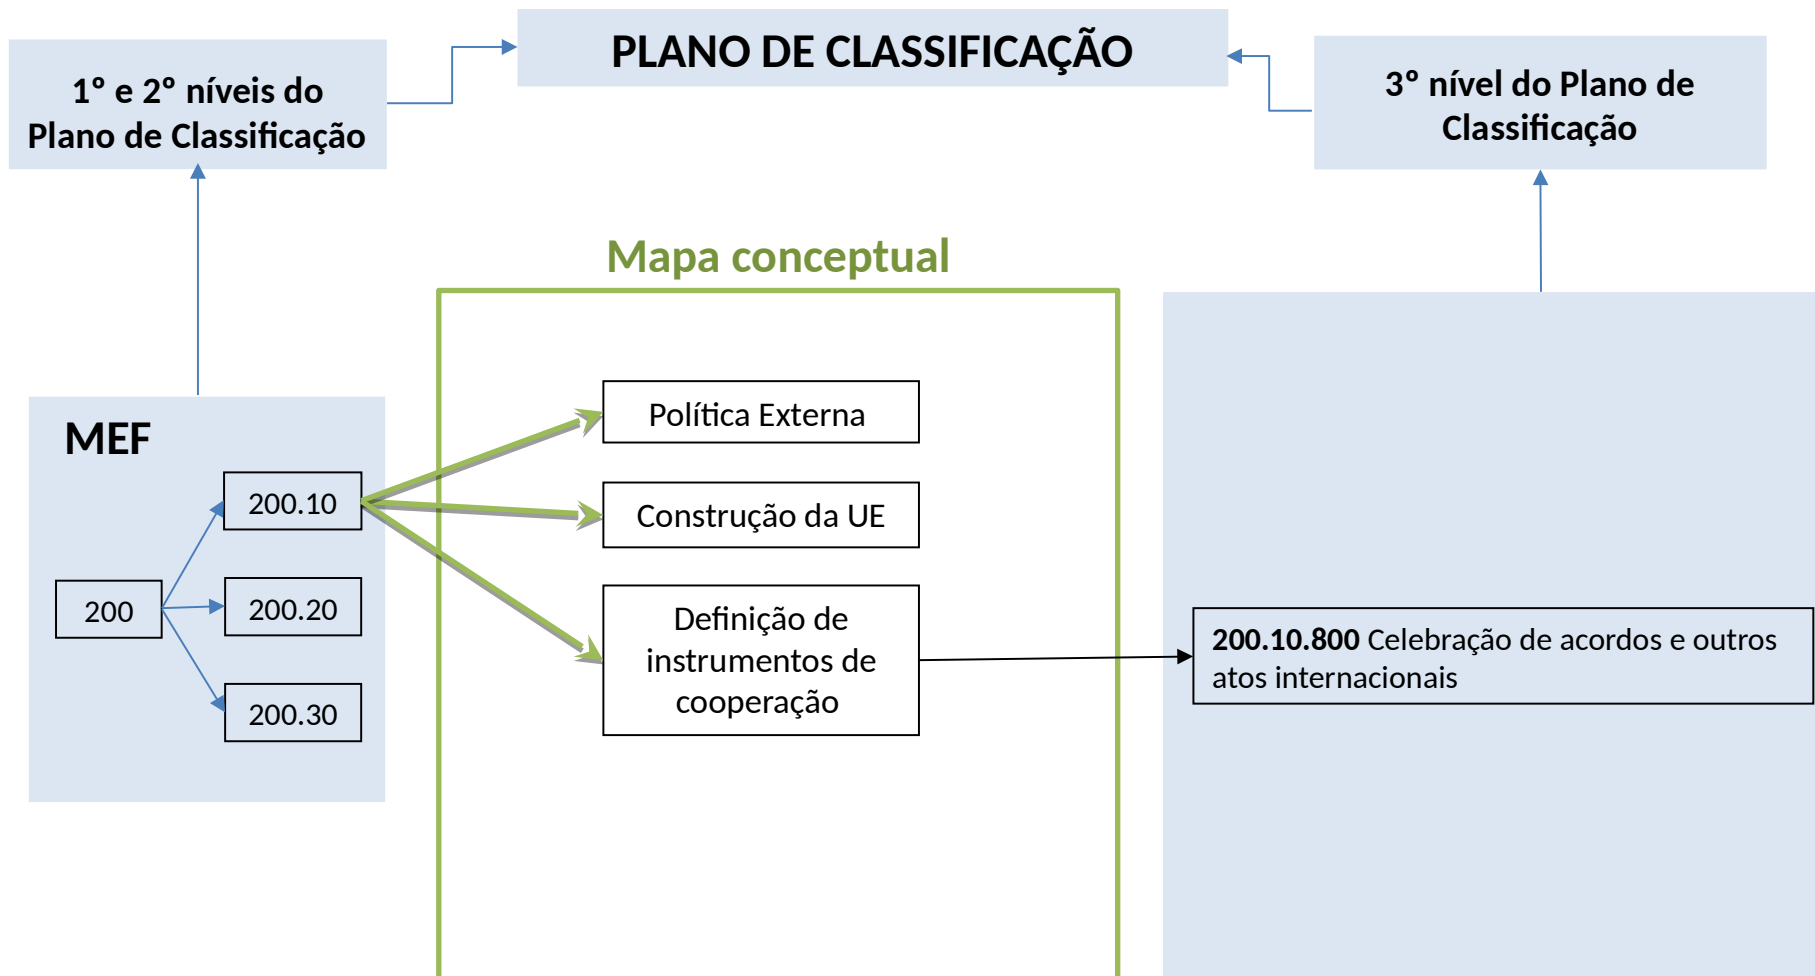 PLANO DE CLASSIFICAÇÃO
1º e 2º níveis do
Plano de Classificação
3º nível do Plano de
Classificação
Mapa conceptual
MEF
200
200.10
200.20
200.30
Política Externa
Construção da UE
Definição de
instrumentos de
cooperação
200.10.800 Celebração de acordos e outros
atos internacionais